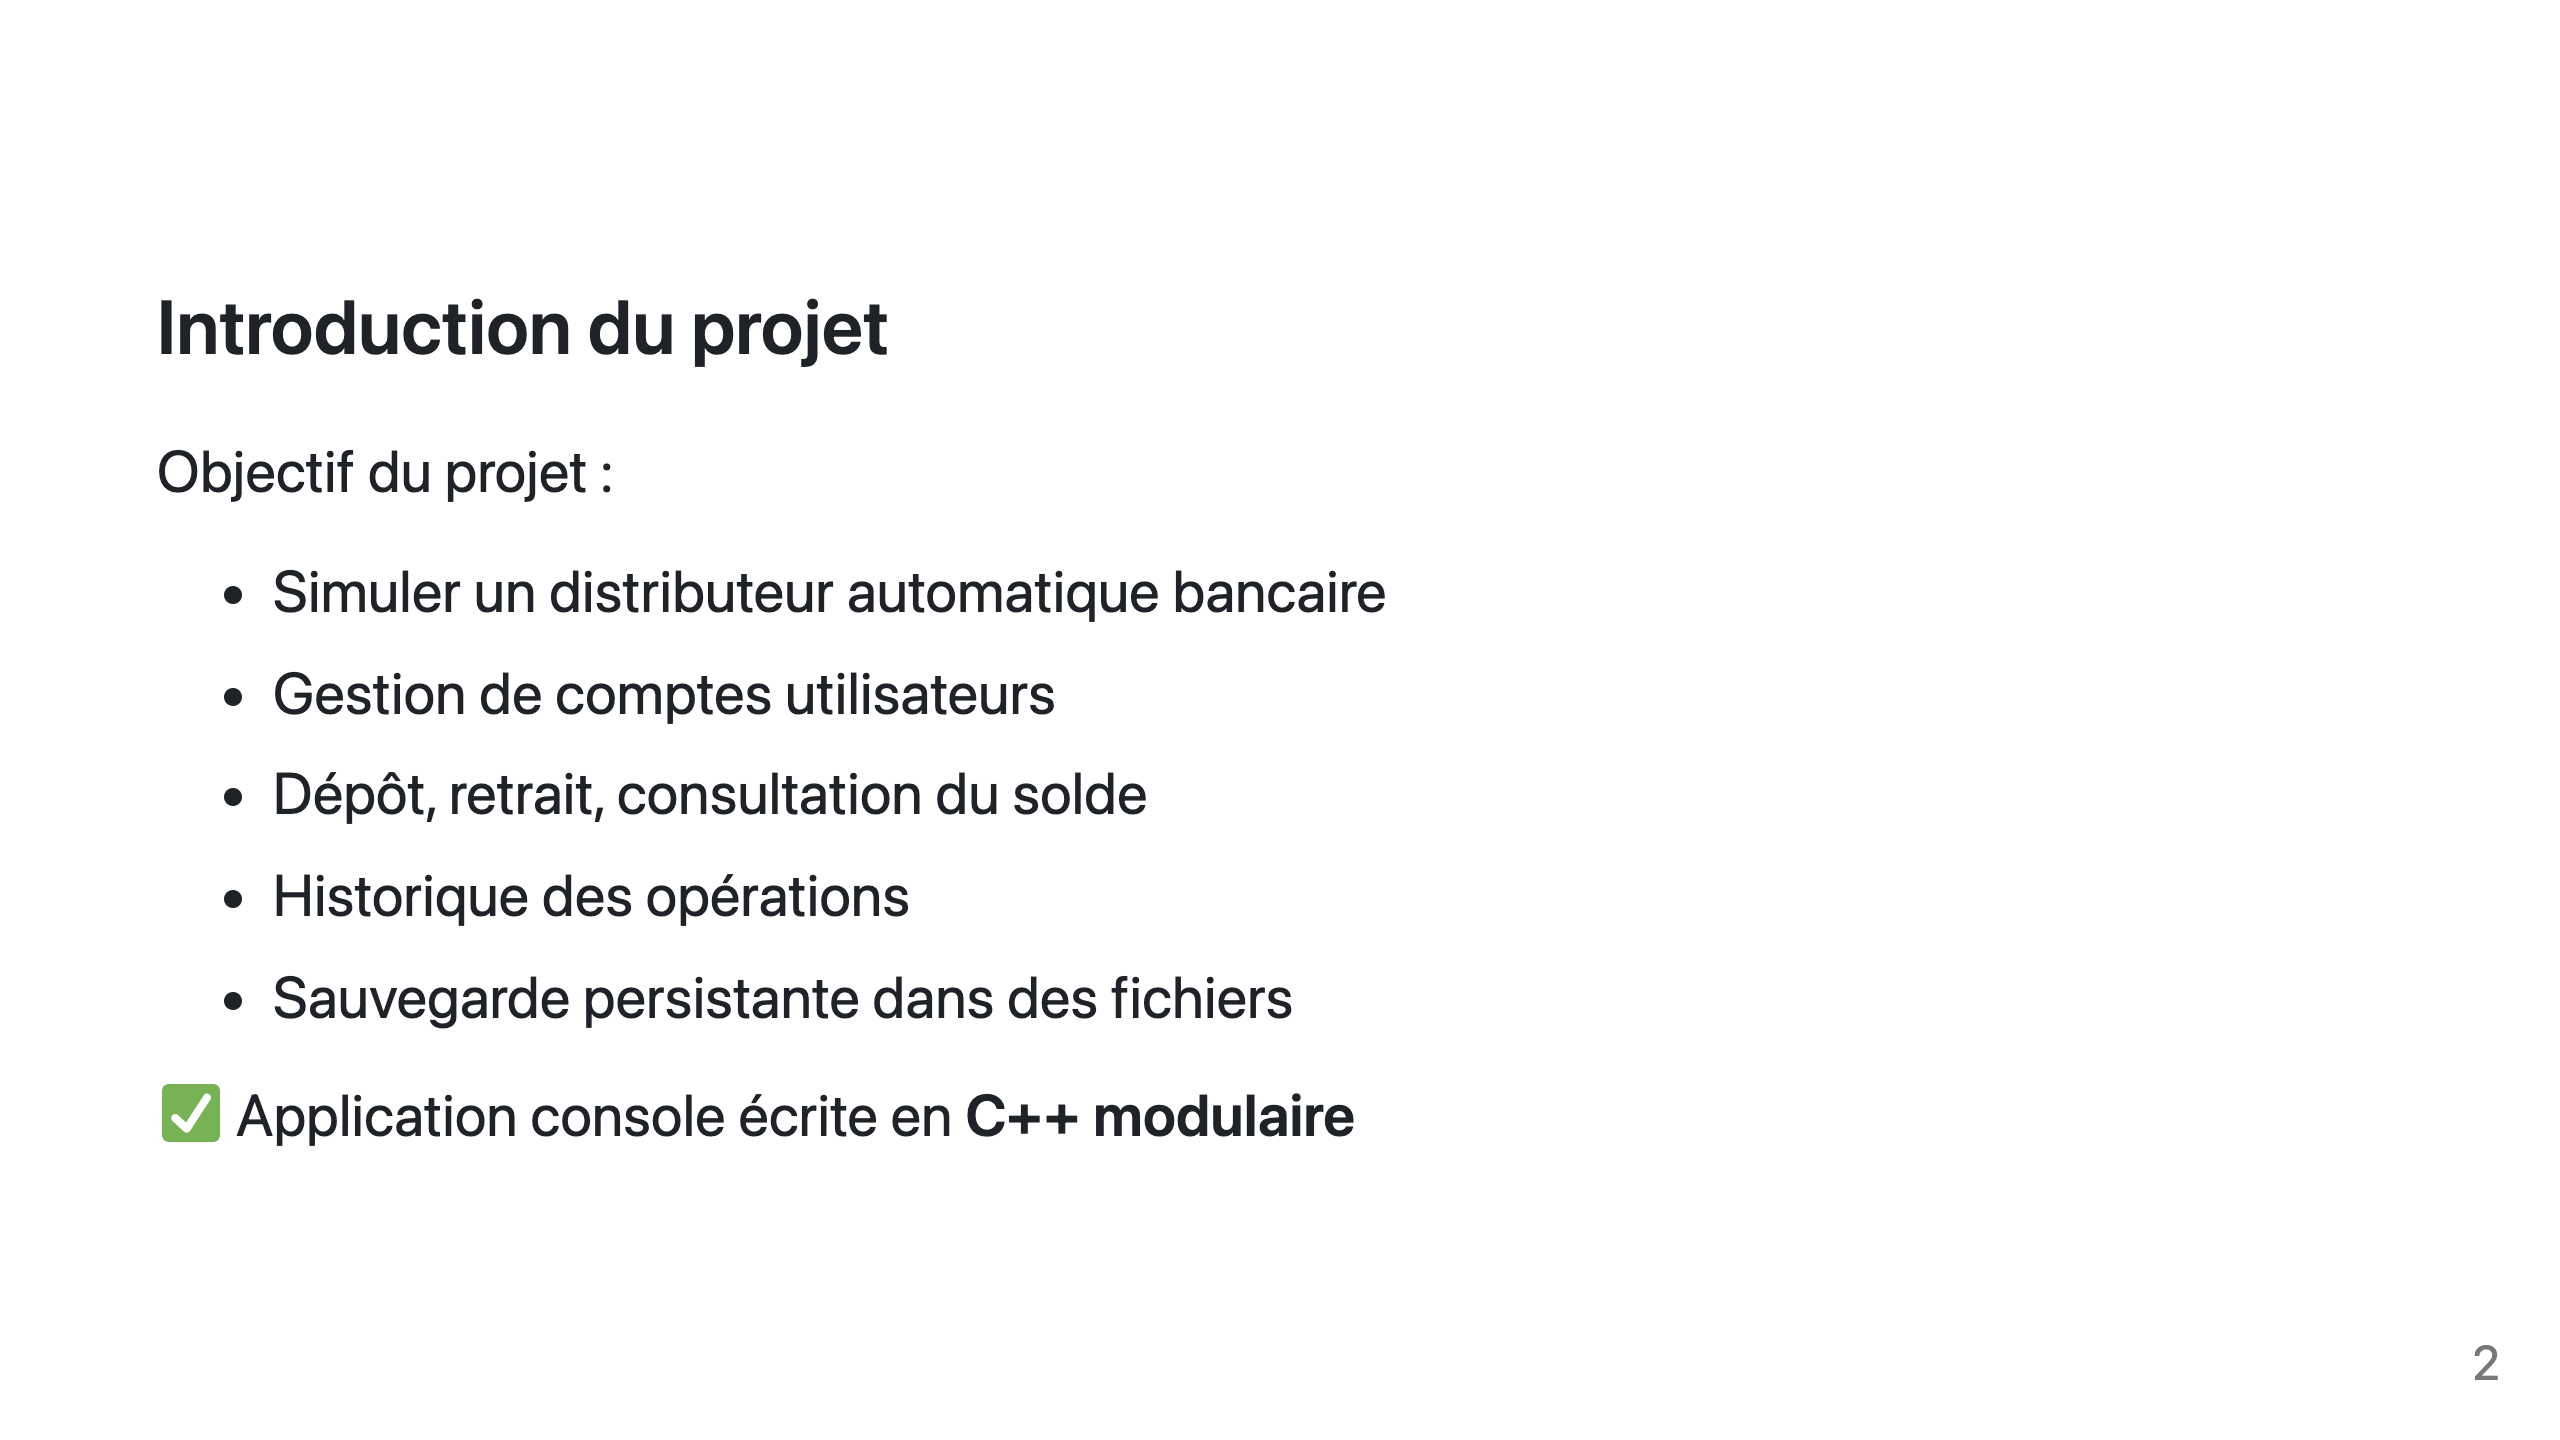 Introduction du projet
Objectif du projet :
• Simuler un distributeur automatique bancaire
• Gestion de comptes utilisateurs
• Dépôt, retrait, consultation du solde
• Historique des opérations
• Sauvegarde persistante dans des fichiers
✅ Application console écrite en C++ modulaire
2